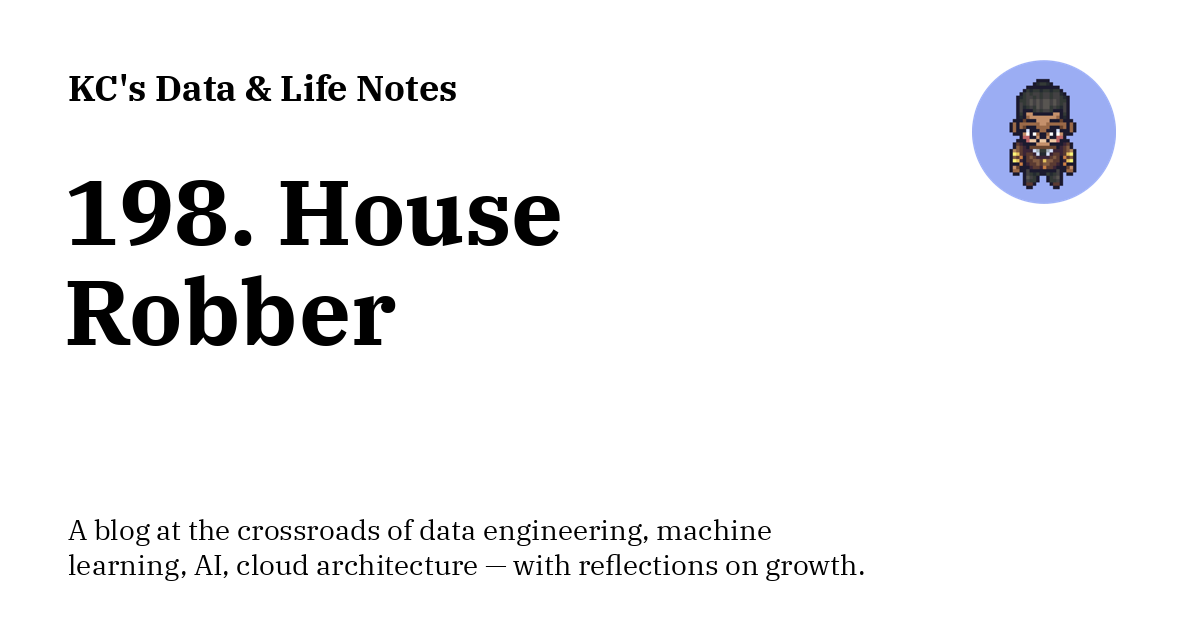 KC's Data & Life Notes
198. House
Robber
A blog at the crossroads of data engineering, machine
learning, AI, cloud architecture — with reflections on growth.